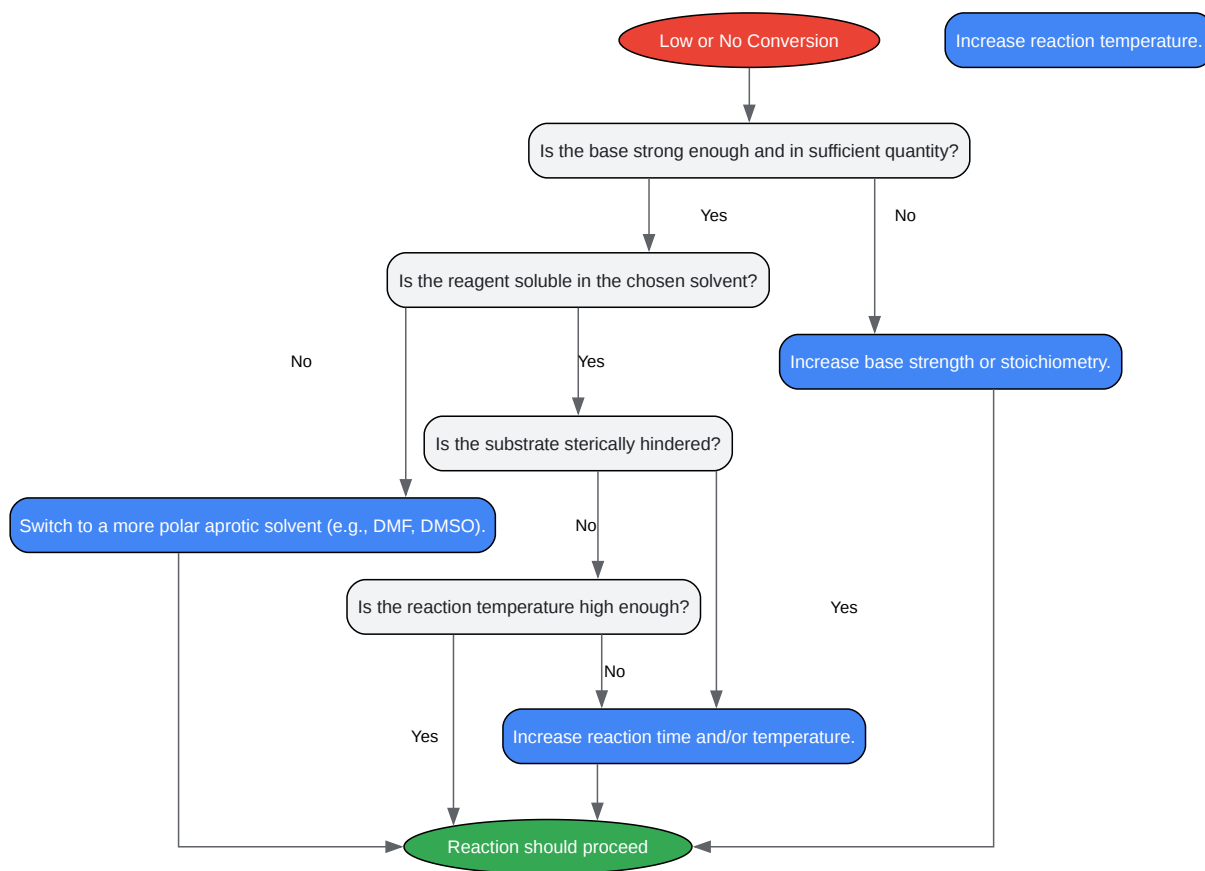 Low or No Conversion
Increase reaction temperature.
Is the base strong enough and in sufficient quantity?
Yes
No
Is the reagent soluble in the chosen solvent?
No
Yes
Increase base strength or stoichiometry.
Is the substrate sterically hindered?
Switch to a more polar aprotic solvent (e.g., DMF, DMSO).
No
Is the reaction temperature high enough?
Yes
No
Yes
Increase reaction time and/or temperature.
Reaction should proceed